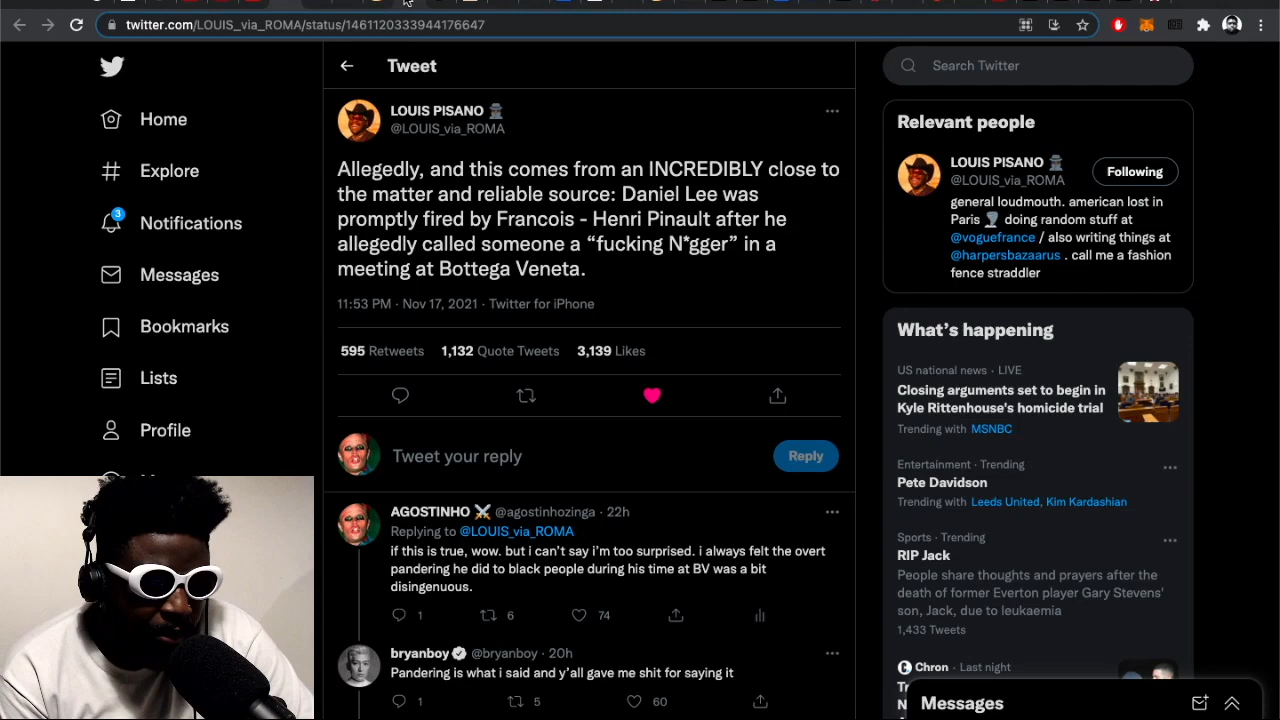 twitter.com/LOUIS_via_ROMA/status/1461120333944176647
Home
Explore
3
Notifications
Messages
Bookmarks
Lists
Profile
Tweet
LOUIS PISANO
@LOUIS_via_ROMA
Allegedly, and this comes from an INCREDIBLY close to
the matter and reliable source: Daniel Lee was
promptly fired by Francois - Henri Pinault after he
allegedly called someone a “fucking N*gger” in a
meeting at Bottega Veneta.
11:53 PM · Nov 17, 2021 · Twitter for iPhone
595 Retweets 1,132 Quote Tweets 3,139 Likes
Tweet your reply
Reply
AGOSTINHO @agostinhozinga · 22h
Replying to @LOUIS_via_ROMA
if this is true, wow. but i can’t say i’m too surprised. i always felt the overt
pandering he did to black people during his time at BV was a bit
disingenuous.
1 6 74
bryanboy @bryanboy · 20h
Pandering is what i said and y’all gave me shit for saying it
1 5 60
Search Twitter
Relevant people
LOUIS PISANO
@LOUIS_via_ROMA
Following
general loudmouth. american lost in
Paris doing random stuff at
@voguefrance / also writing things at
@harpersbazaarus . call me a fashion
fence straddler
What’s happening
US national news · LIVE
Closing arguments set to begin in
Kyle Rittenhouse's homicide trial
Trending with MSNBC
Entertainment · Trending
Pete Davidson
Trending with Leeds United, Kim Kardashian
Sports · Trending
RIP Jack
People share thoughts and prayers after the
death of former Everton player Gary Stevens’
son, Jack, due to leukaemia
1,433 Tweets
Chron · Last night
Messages